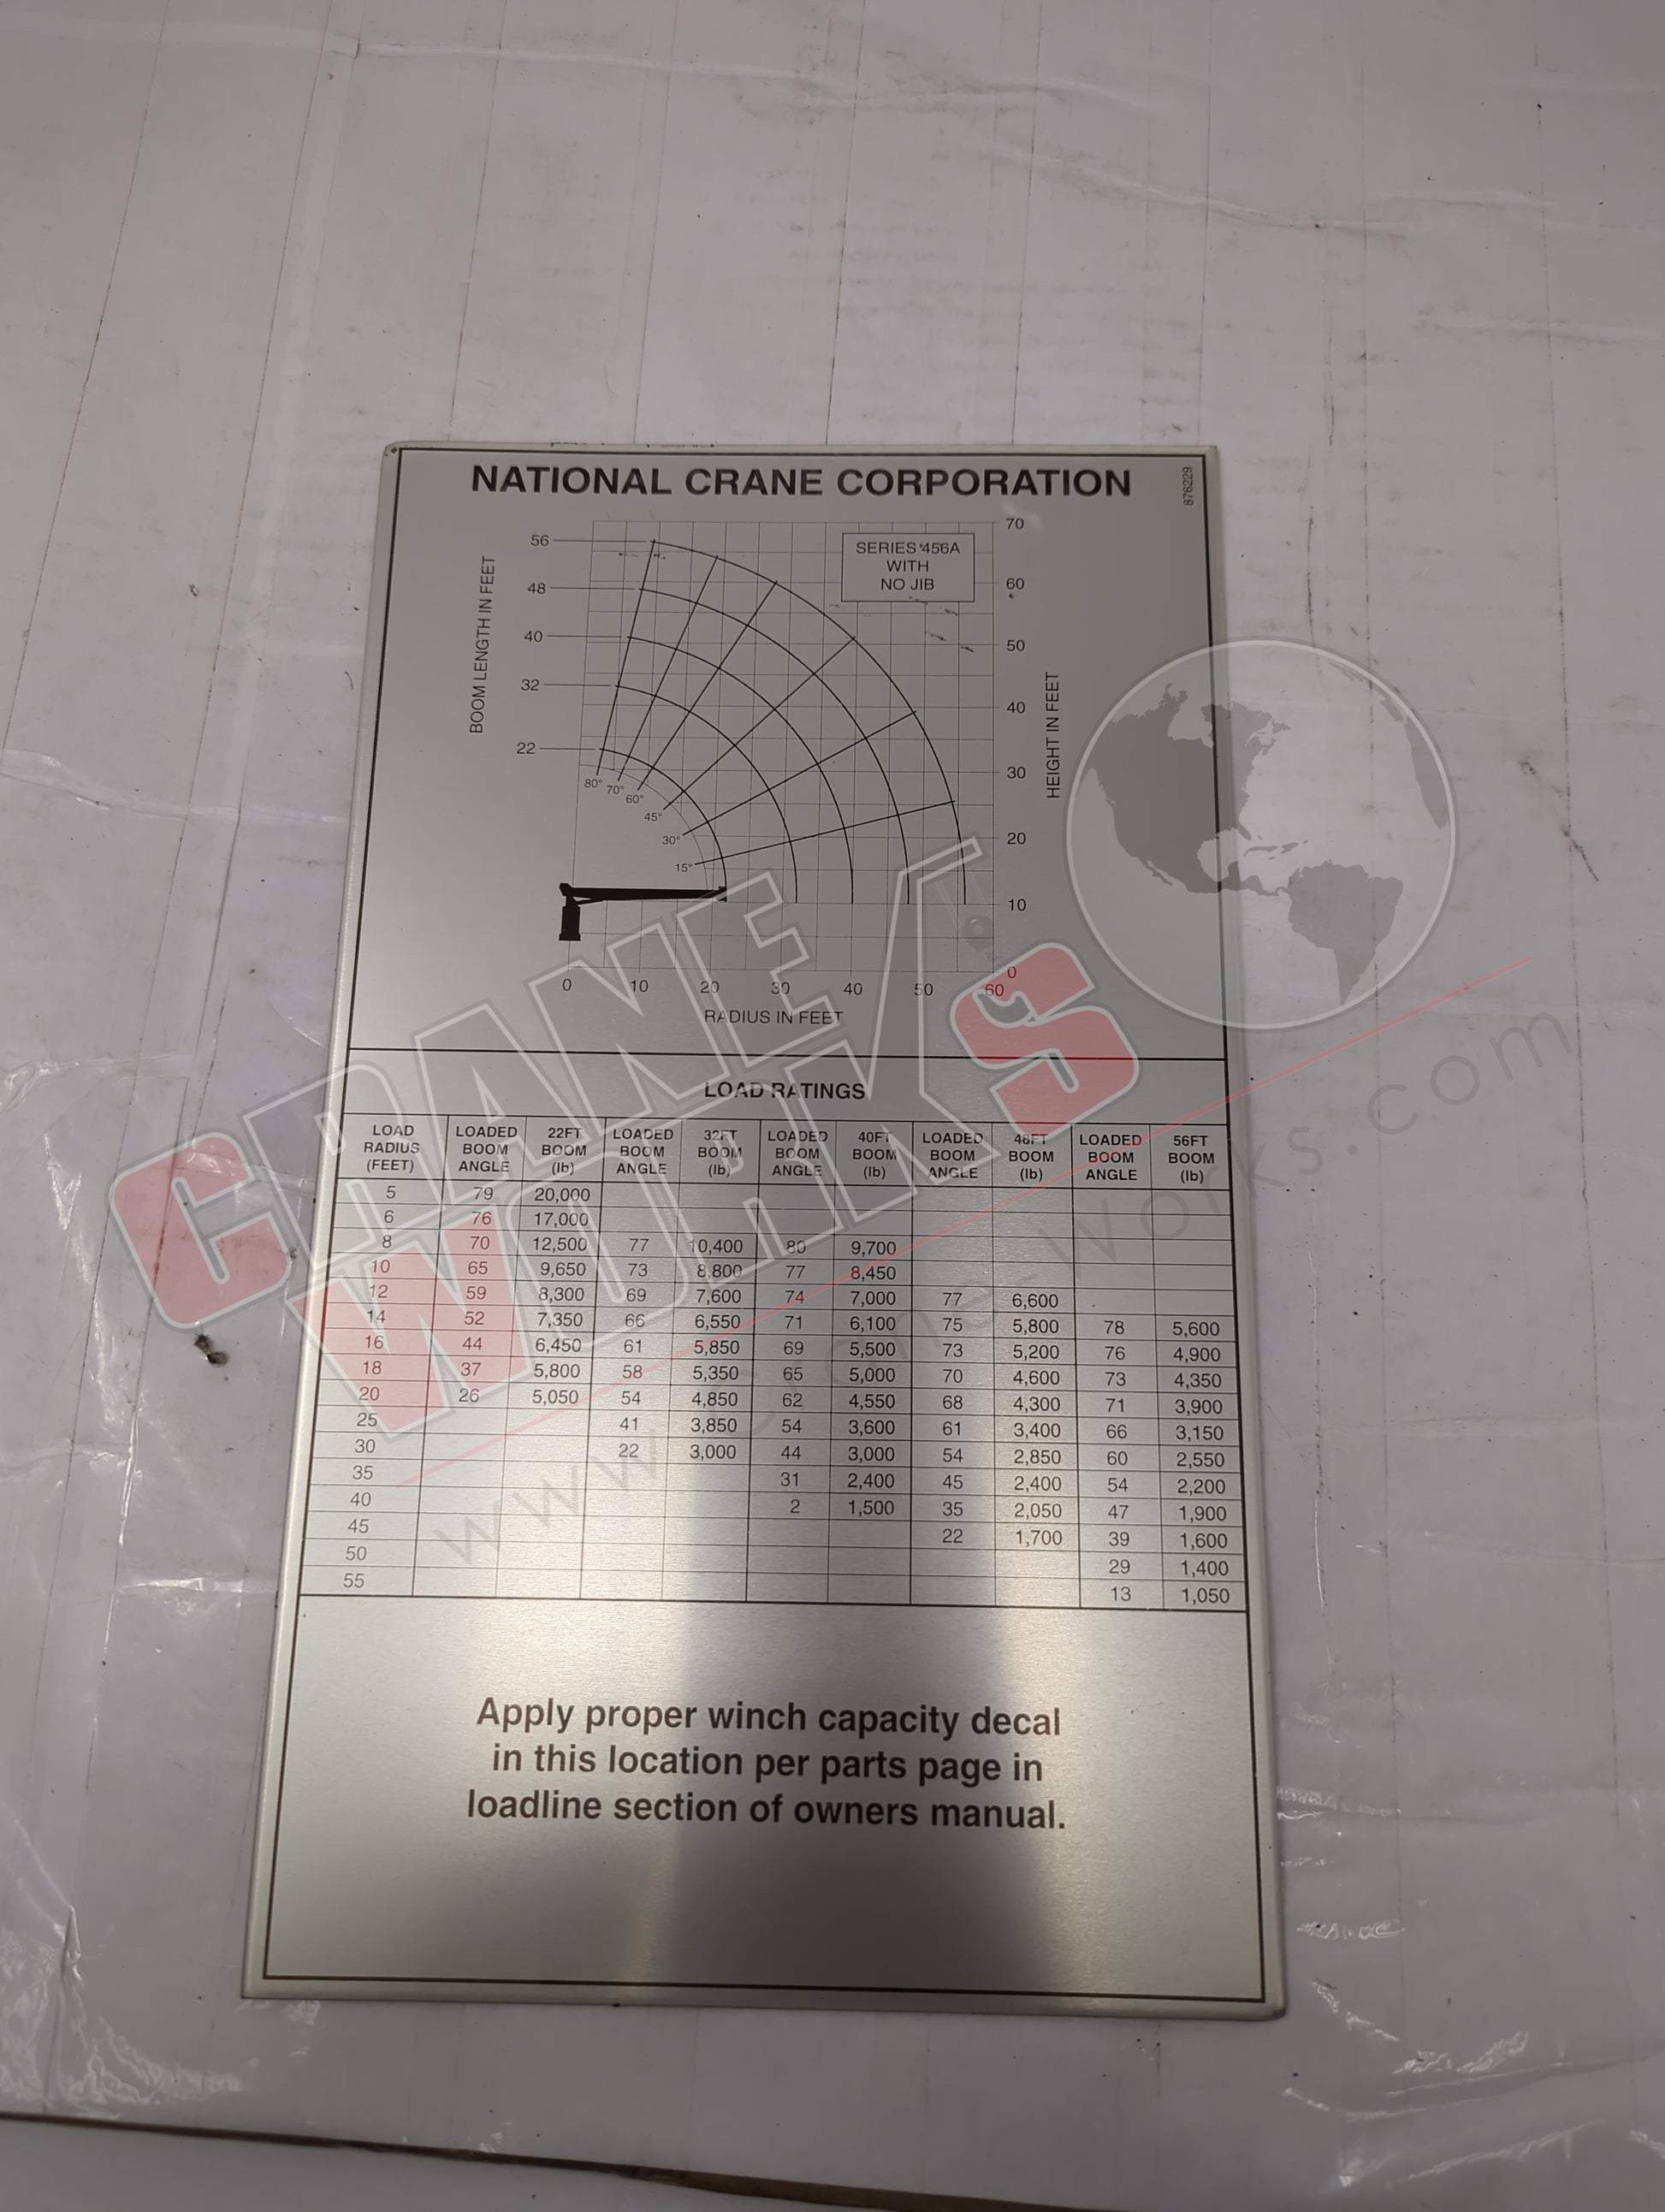 NATIONAL CRANE CORPORATION
876229
SERIES 456A
WITH
NO JIB
BOOM LENGTH IN FEET
56
48
40
32
22
80°
70°
60°
45°
30°
15°
70
60
50
40
30
20
10
0
HEIGHT IN FEET
0 10 20 30 40 50 60
RADIUS IN FEET
CRANE
WORKS
www.craneworks.com
LOAD RATINGS
LOAD RADIUS (FEET) LOADED BOOM ANGLE 22FT BOOM (lb) LOADED BOOM ANGLE 32FT BOOM (lb) LOADED BOOM ANGLE 40FT BOOM (lb) LOADED BOOM ANGLE 48FT BOOM (lb) LOADED BOOM ANGLE 56FT BOOM (lb)
5 79 20,000
6 76 17,000
8 70 12,500 77 10,400 80 9,700
10 65 9,650 73 8,800 77 8,450
12 59 8,300 69 7,600 74 7,000 77 6,600
14 52 7,350 66 6,550 71 6,100 75 5,800 78 5,600
16 44 6,450 61 5,850 69 5,500 73 5,200 76 4,900
18 37 5,800 58 5,350 65 5,000 70 4,600 73 4,350
20 26 5,050 54 4,850 62 4,550 68 4,300 71 3,900
25 41 3,850 54 3,600 61 3,400 66 3,150
30 22 3,000 44 3,000 54 2,850 60 2,550
35 31 2,400 45 2,400 54 2,200
40 2 1,500 35 2,050 47 1,900
45 22 1,700 39 1,600
50 29 1,400
55 13 1,050
Apply proper winch capacity decal
in this location per parts page in
loadline section of owners manual.